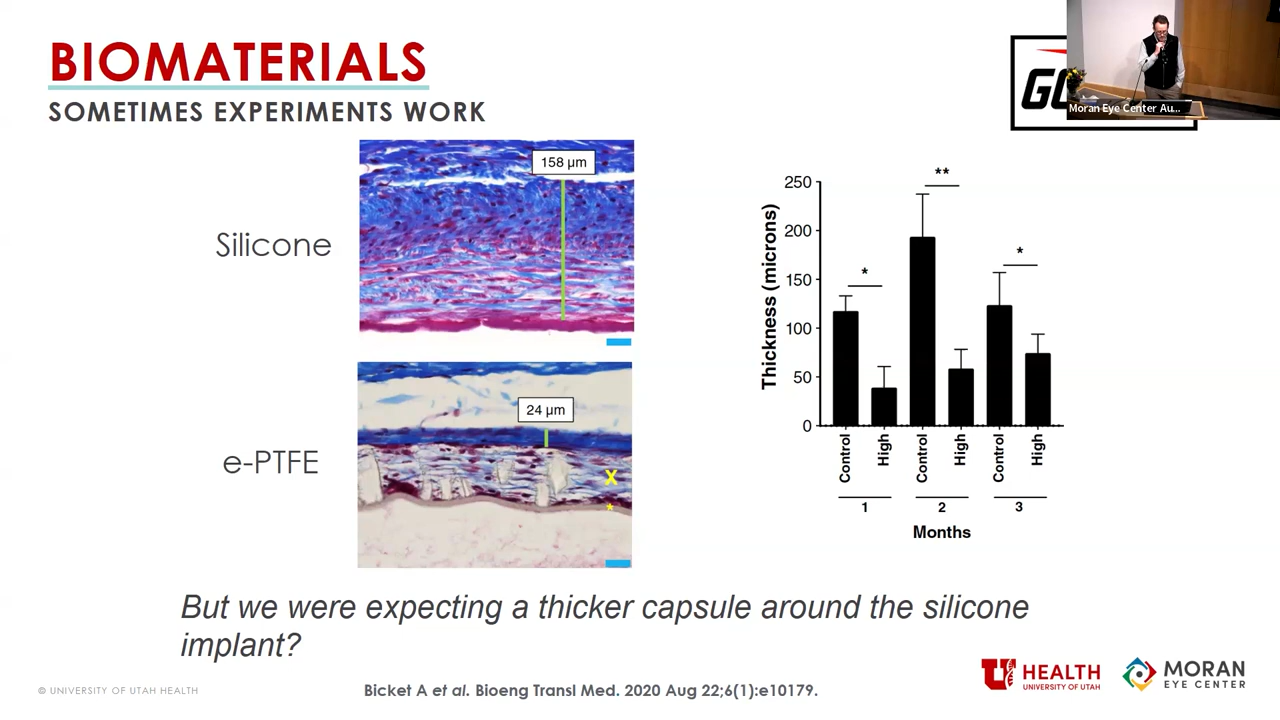 BIOMATERIALS
SOMETIMES EXPERIMENTS WORK
Moran Eye Center Au...
Silicone
158 µm
e-PTFE
24 µm
X
*
Thickness (microns)
250
200
150
100
50
0
*
**
*
Control
High
Control
High
Control
High
1
2
3
Months
But we were expecting a thicker capsule around the silicone
implant?
© UNIVERSITY OF UTAH HEALTH
Bicket A et al. Bioeng Transl Med. 2020 Aug 22;6(1):e10179.
U
HEALTH
UNIVERSITY OF UTAH
MORAN
EYE CENTER